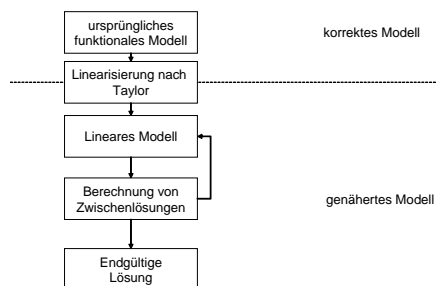 ursprüngliches
funktionales Modell
korrektes Modell
Linearisierung nach
Taylor
Lineares Modell
Berechnung von
Zwischenlösungen
genähertes Modell
Endgültige
Lösung